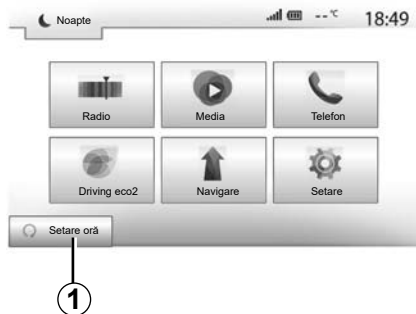 Noapte
--°C
18:49
Radio
Media
Telefon
Driving eco2
Navigare
Setare
Setare oră
1